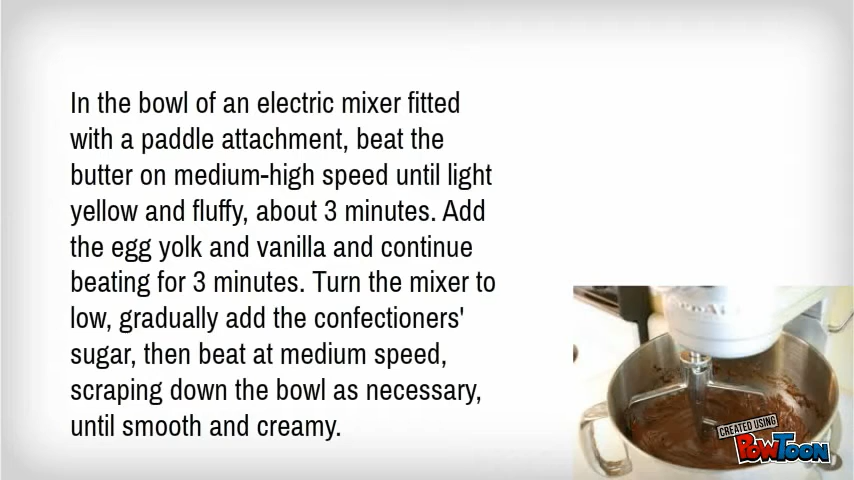 In the bowl of an electric mixer fitted
with a paddle attachment, beat the
butter on medium-high speed until light
yellow and fluffy, about 3 minutes. Add
the egg yolk and vanilla and continue
beating for 3 minutes. Turn the mixer to
low, gradually add the confectioners'
sugar, then beat at medium speed,
scraping down the bowl as necessary,
until smooth and creamy.
CREATED USING
POWTOON